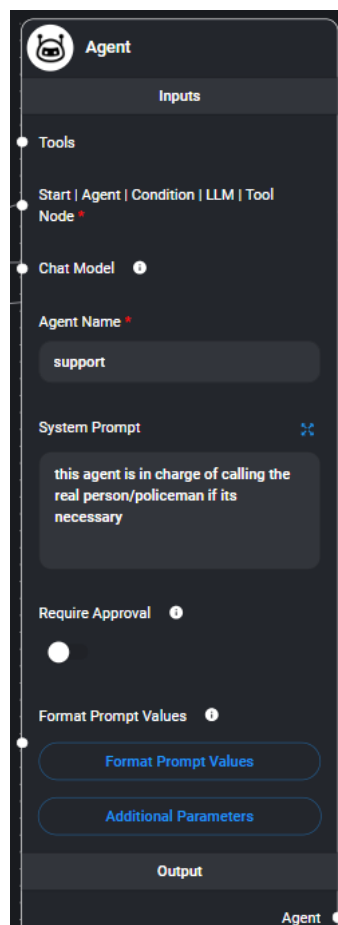 Agent
Inputs
Tools
Start | Agent | Condition | LLM | Tool
Node *
Chat Model
Agent Name *
support
System Prompt
this agent is in charge of calling the
real person/policeman if its
necessary
Require Approval
Format Prompt Values
Format Prompt Values
Additional Parameters
Output
Agent